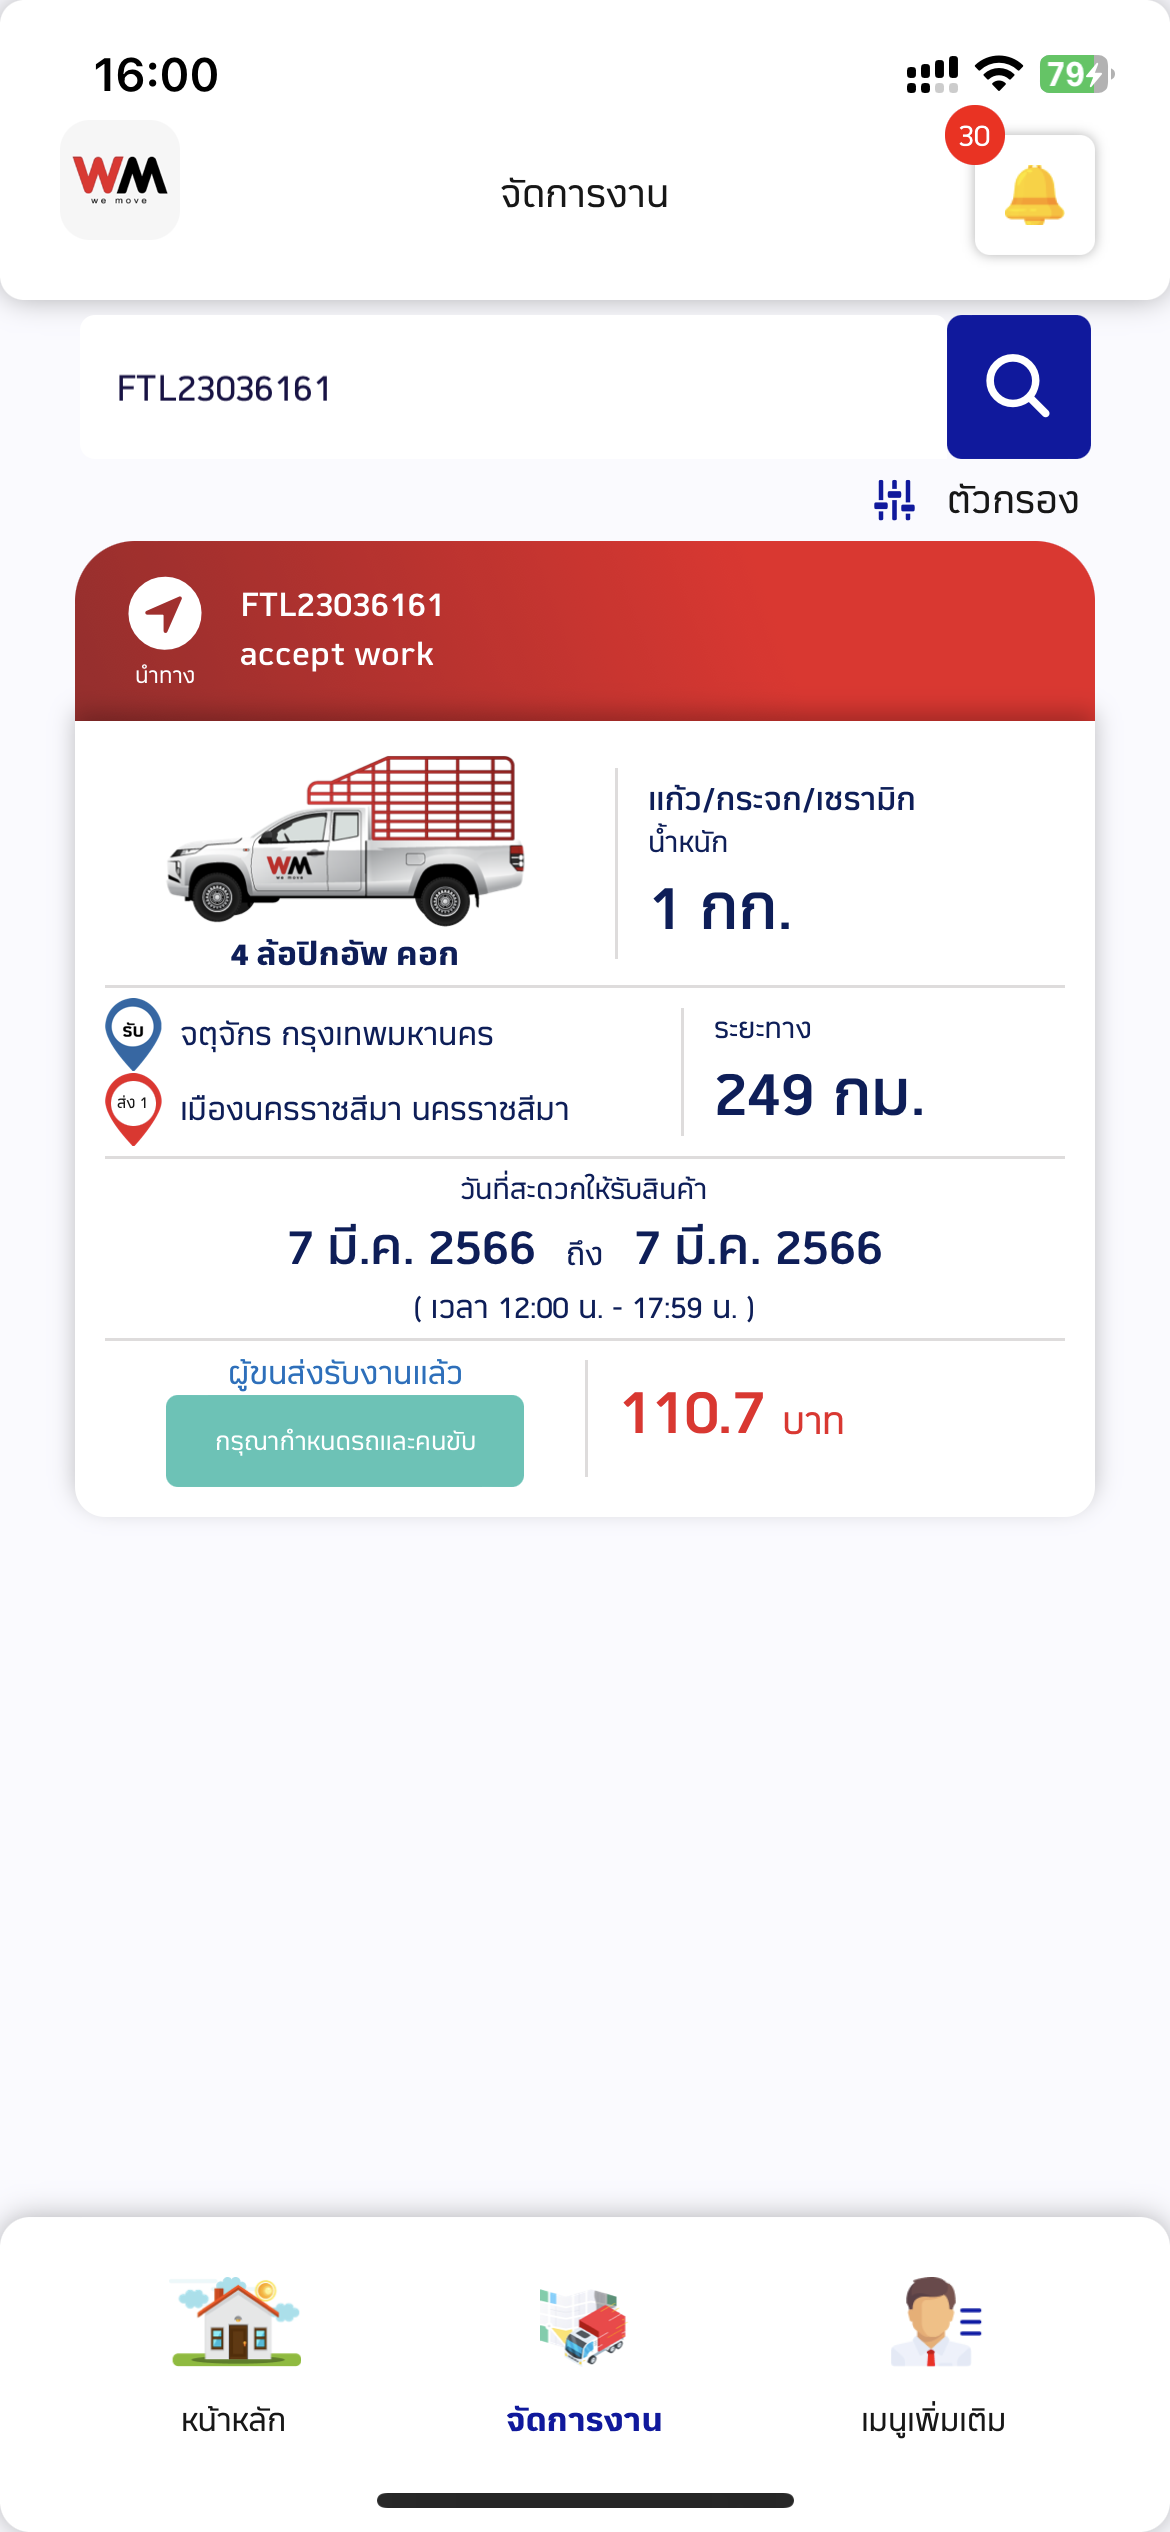 16:00
79
WM
we move
จัดการงาน
30
FTL23036161
ตัวกรอง
นำทาง
FTL23036161
accept work
WM
we move
4 ล้อปิกอัพ คอก
แก้ว/กระจก/เซรามิก
น้ำหนัก
1 กก.
รับ
จตุจักร กรุงเทพมหานคร
ส่ง 1
เมืองนครราชสีมา นครราชสีมา
ระยะทาง
249 กม.
วันที่สะดวกให้รับสินค้า
7 มี.ค. 2566 ถึง 7 มี.ค. 2566
( เวลา 12:00 น. - 17:59 น. )
ผู้ขนส่งรับงานแล้ว
กรุณากำหนดรถและคนขับ
110.7 บาท
หน้าหลัก
จัดการงาน
เมนูเพิ่มเติม